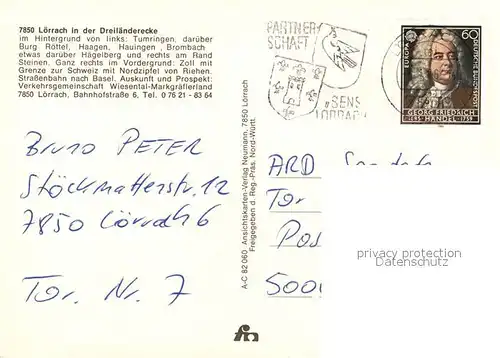 7850 Lörrach in der Dreiländerecke
im Hintergrund von links: Tumringen, darüber
Burg Röttel, Haagen, Hauingen, Brombach
etwas darüber Hägelberg und rechts am Rand
Steinen. Ganz rechts im Vordergrund: Zoll mit
Grenze zur Schweiz mit Nordzipfel von Riehen.
Straßenbahn nach Basel. Auskunft und Prospekt:
Verkehrsgemeinschaft Wiesental-Markgräflerland
7850 Lörrach, Bahnhofstraße 6, Tel. 0 76 21 - 83 64
Bruno PETER
Stöckmatterstr. 12
7850 Lörrach 6
Tor. Nr. 7
A-C 82 060 Ansichtskarten-Verlag Neumann, 7850 Lörrach
Freigegeben d. Reg.-Präs. Nord-Württ.
PARTNER
SCHAFT
SENS
LÖRRACH
EUROPA
60
DEUTSCHE BUNDESPOST
GEORG FRIEDRICH
1685 HÄNDEL 1759
ARD
Tor
Pos
5000
privacy protection
Datenschutz